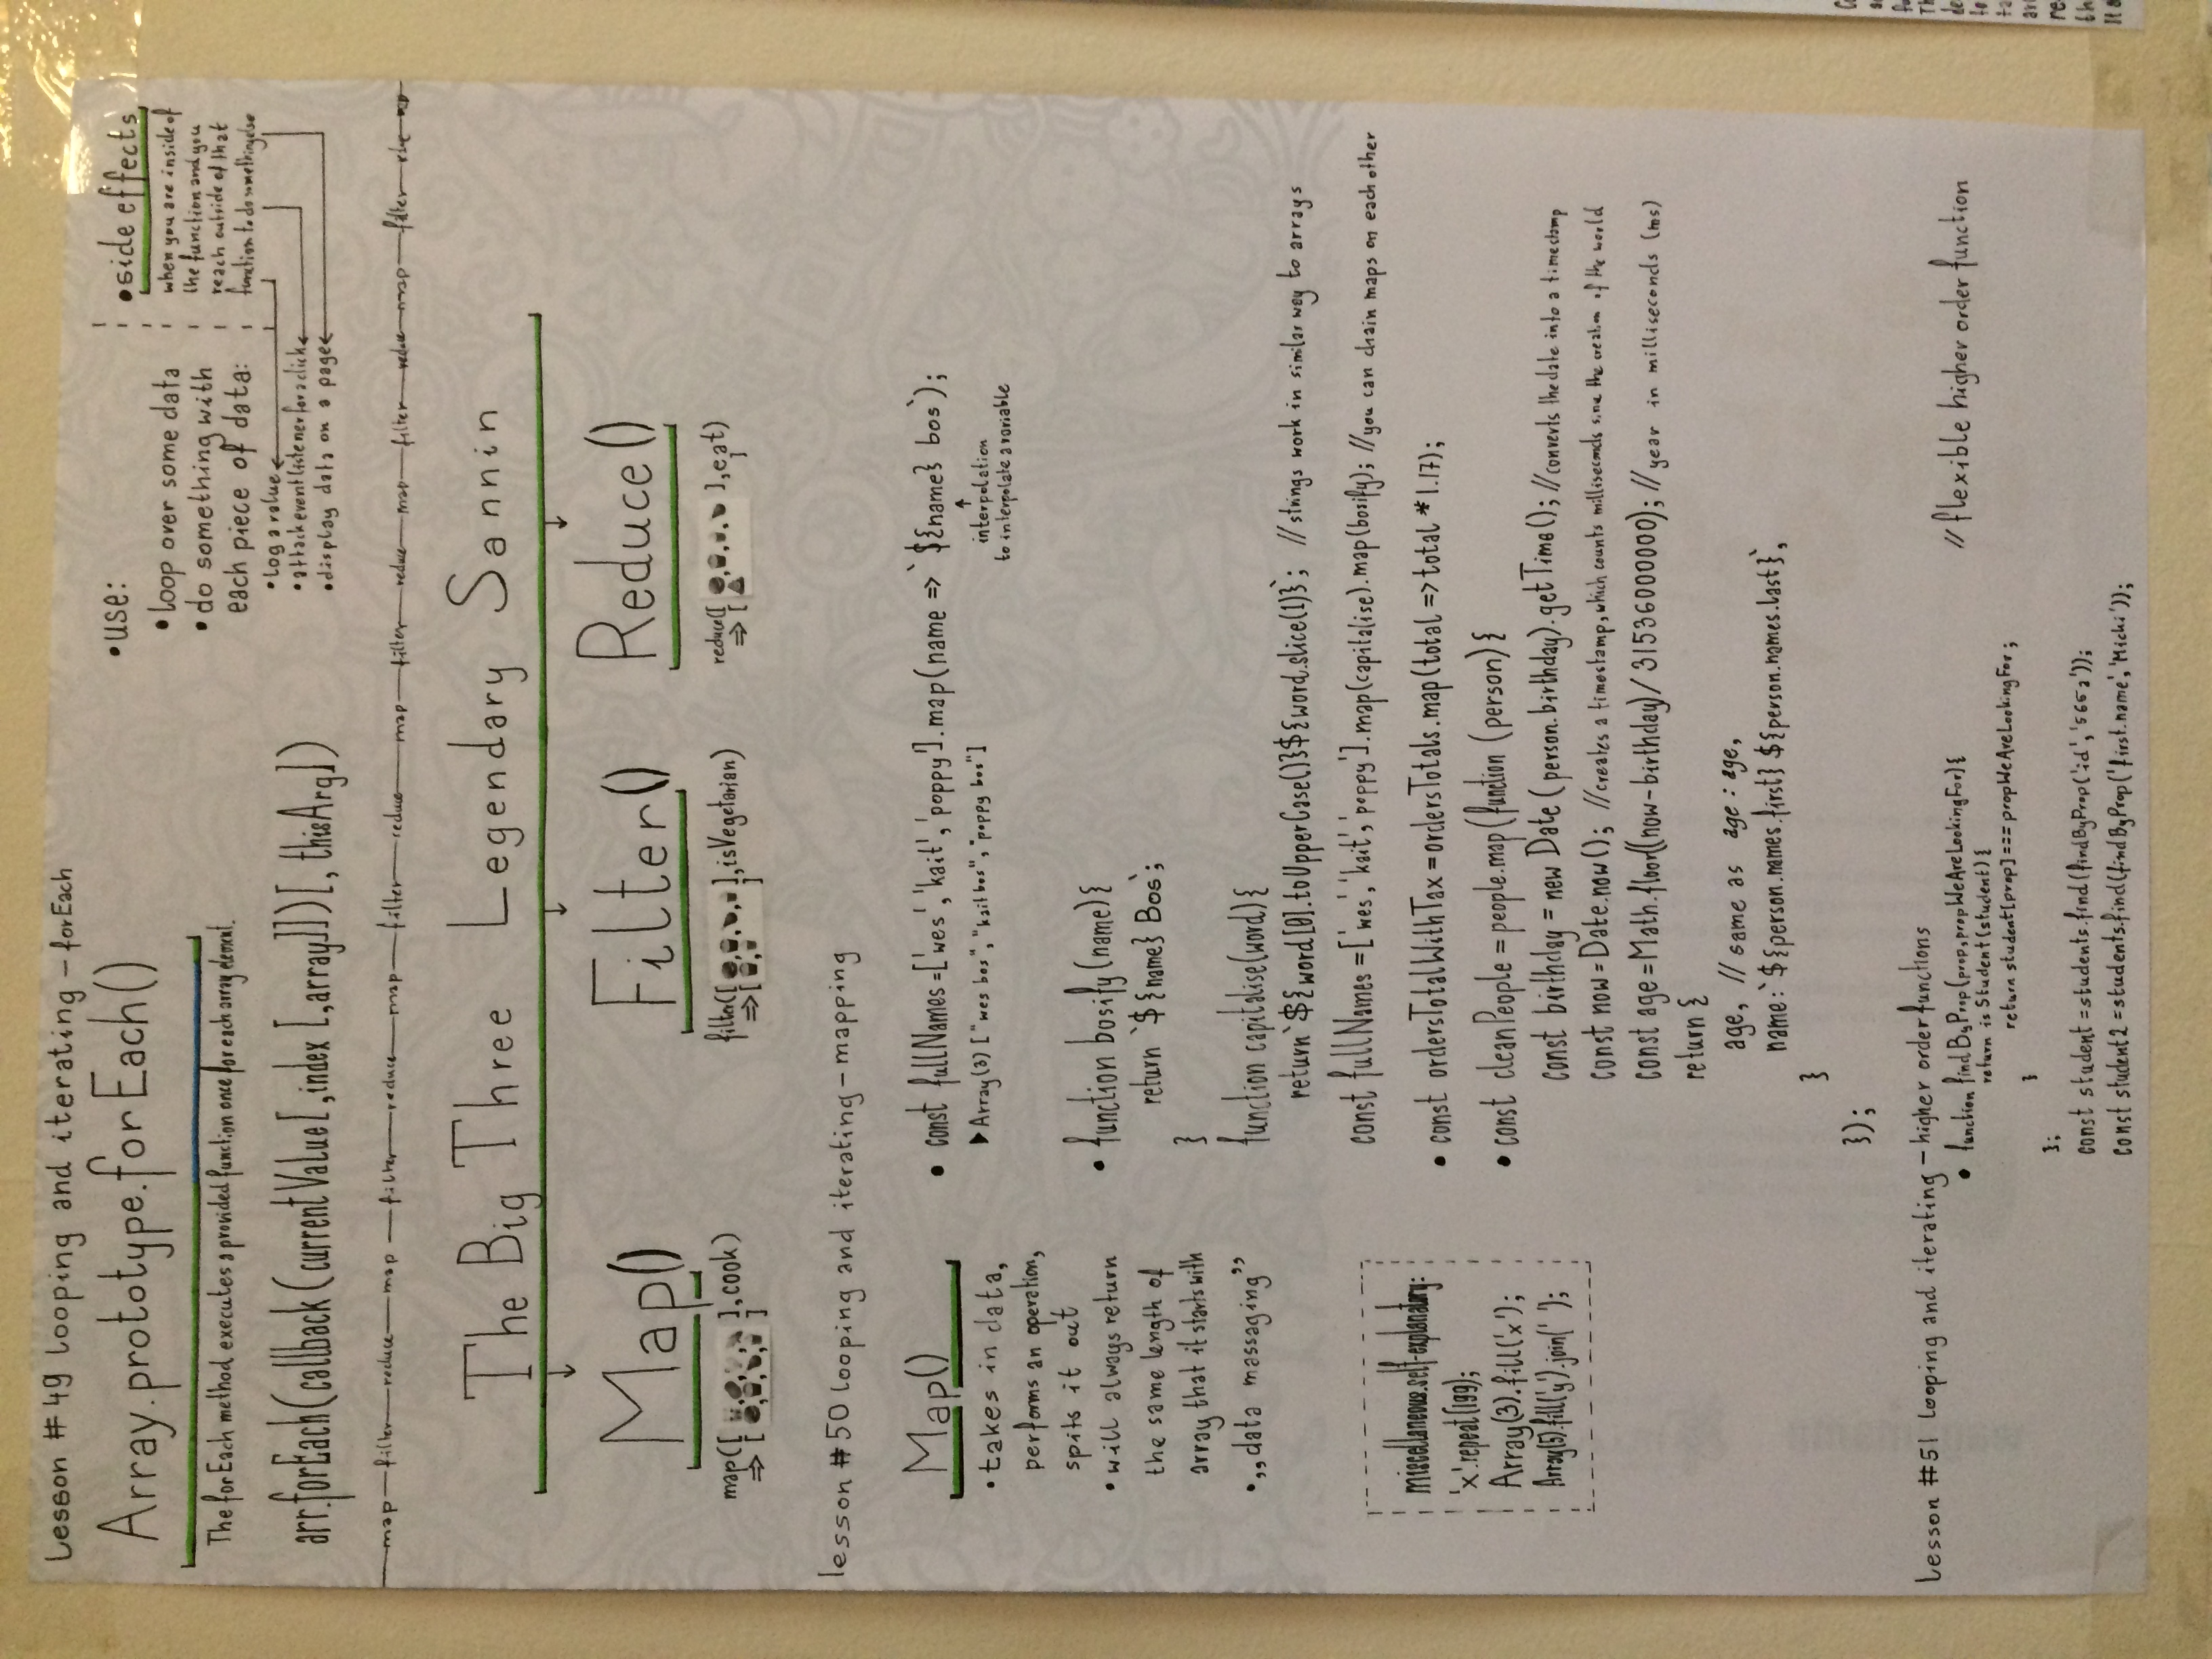 Lesson #49 looping and iterating – forEach
Array.prototype.forEach()
The forEach method executes a provided function once for each array element.
arr.forEach(callback(currentValue[,index [,array]])[, thisArg])
•use:
•loop over some data
•do something with
each piece of data:
•log a value
•attack event listener for a click
•display data on a page
•side effects
when you are inside of
the function and you
reach outside of that
function to do something else
map — filter — reduce — map — filter — reduce — map — filter — reduce — map — filter — reduce — map — filter — reduce — map — filter
The Big Three Legendary Sannin
Map()
map([ , , , ],cook)
⇒ [ , , , ]
Filter()
filter([ , , , ],isVegetarian)
⇒ [ , ]
Reduce()
reduce([ , , , ],eat)
⇒ [ ]
lesson #50 looping and iterating – mapping
Map()
•takes in data,
performs an operation,
spits it out
•will always return
the same length of
array that it starts with
•„data massaging”
miscellaneous.self-explanatory:
'x'.repeat(199);
Array(3).fill('x');
Array(5).fill('y').join(' ');
• const fullNames =['wes','kait','poppy'].map(name => `${name} bos`);
▶Array(3) ["wes bos","kait bos","poppy bos"]
interpolation
to interpolate a variable
• function bosify(name){
return `${name} Bos`;
}
function capitalise(word){
return`${word[0].toUpperCase()}${word.slice(1)}`; //strings work in similar way to arrays
const fullNames =['wes','kait','poppy'].map(capitalise).map(bosify); //you can chain maps on each other
• const ordersTotalWithTax = ordersTotals.map(total => total * 1.17);
• const cleanPeople = people.map(function (person){
const birthday = new Date (person.birthday).getTime(); //converts the date into a timestamp
const now = Date.now(); //creates a timestamp, which counts milliseconds since the creation of the world
const age = Math.floor((now-birthday)/ 31536000000); //year in milliseconds (ms)
return {
age, // same as age : age,
name:`${person.names.first} ${person.names.last}`,
}
});
Lesson #51 looping and iterating – higher order functions
• function findByProp(prop,propWeAreLookingFor){
return isStudent(student){
return student[prop] === propWeAreLookingFor;
}
};
const student = students.find(findByProp('id','565a'));
const student2 = students.find(findByProp('first.name','Micki'));
// flexible higher order function